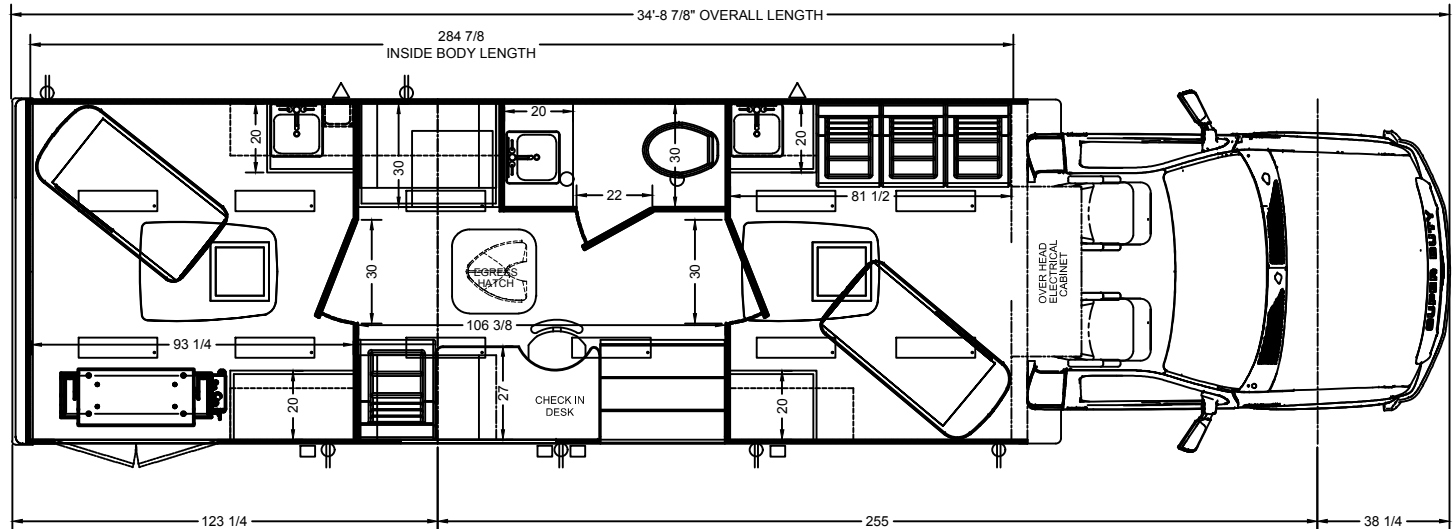 34'-8 7/8" OVERALL LENGTH
284 7/8
INSIDE BODY LENGTH
20
30
20
30
20
22
81 1/2
30
EGRESS
HATCH
30
OVER HEAD
ELECTRICAL
CABINET
SUPER DUTY
106 3/8
93 1/4
20
27
CHECK IN
DESK
20
123 1/4
255
38 1/4